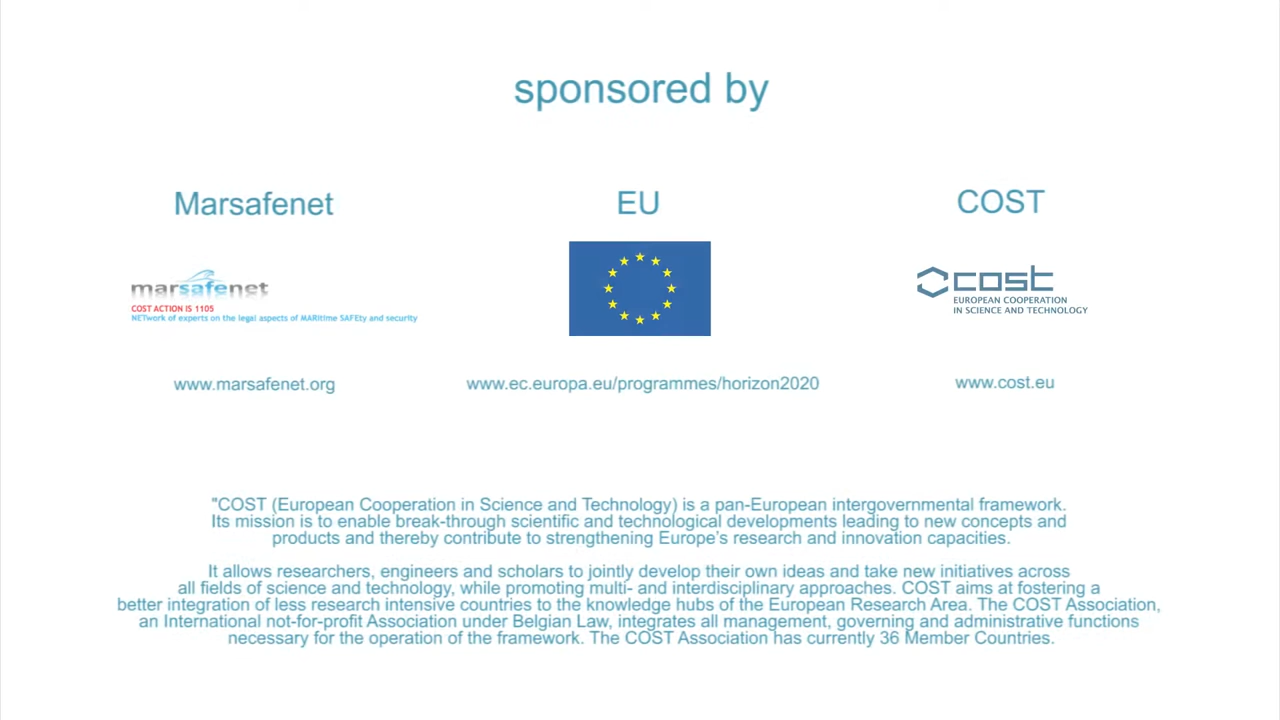 sponsored by
Marsafenet
EU
COST
marsafenet
COST ACTION IS 1105
NETwork of experts on the legal aspects of MARitime SAFEty and security
cost
EUROPEAN COOPERATION
IN SCIENCE AND TECHNOLOGY
www.marsafenet.org
www.ec.europa.eu/programmes/horizon2020
www.cost.eu
"COST (European Cooperation in Science and Technology) is a pan-European intergovernmental framework.
Its mission is to enable break-through scientific and technological developments leading to new concepts and
products and thereby contribute to strengthening Europe's research and innovation capacities.
It allows researchers, engineers and scholars to jointly develop their own ideas and take new initiatives across
all fields of science and technology, while promoting multi- and interdisciplinary approaches. COST aims at fostering a
better integration of less research intensive countries to the knowledge hubs of the European Research Area. The COST Association,
an International not-for-profit Association under Belgian Law, integrates all management, governing and administrative functions
necessary for the operation of the framework. The COST Association has currently 36 Member Countries.